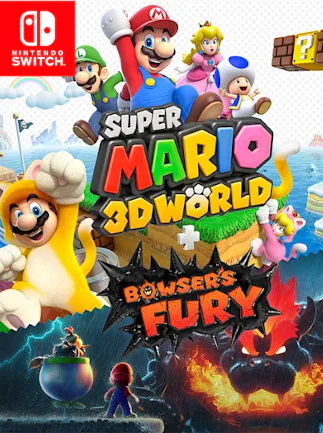 NINTENDO
SWITCH.
SUPER
MARIO
3D WORLD
+
BOWSER'S
FURY
?